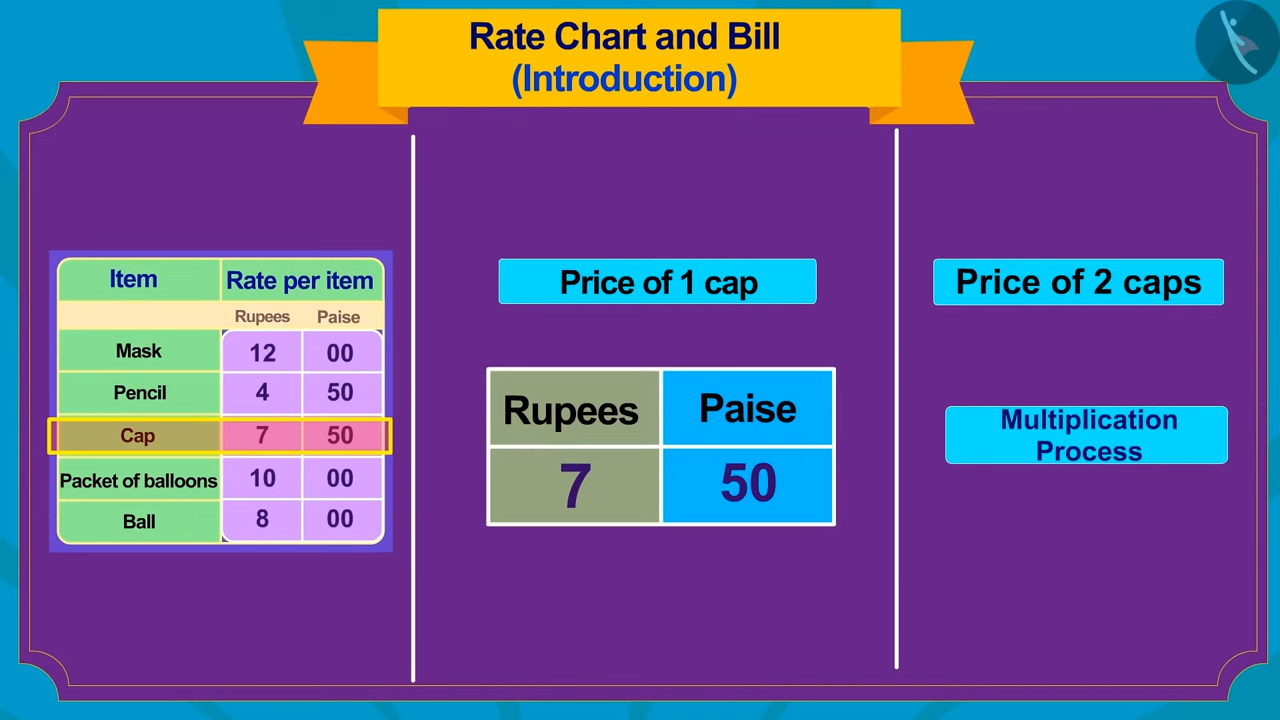 Rate Chart and Bill
(Introduction)
Item Rate per item
Rupees Paise
Mask 12 00
Pencil 4 50
Cap 7 50
Packet of balloons 10 00
Ball 8 00
Price of 1 cap
Rupees Paise
7 50
Price of 2 caps
Multiplication
Process